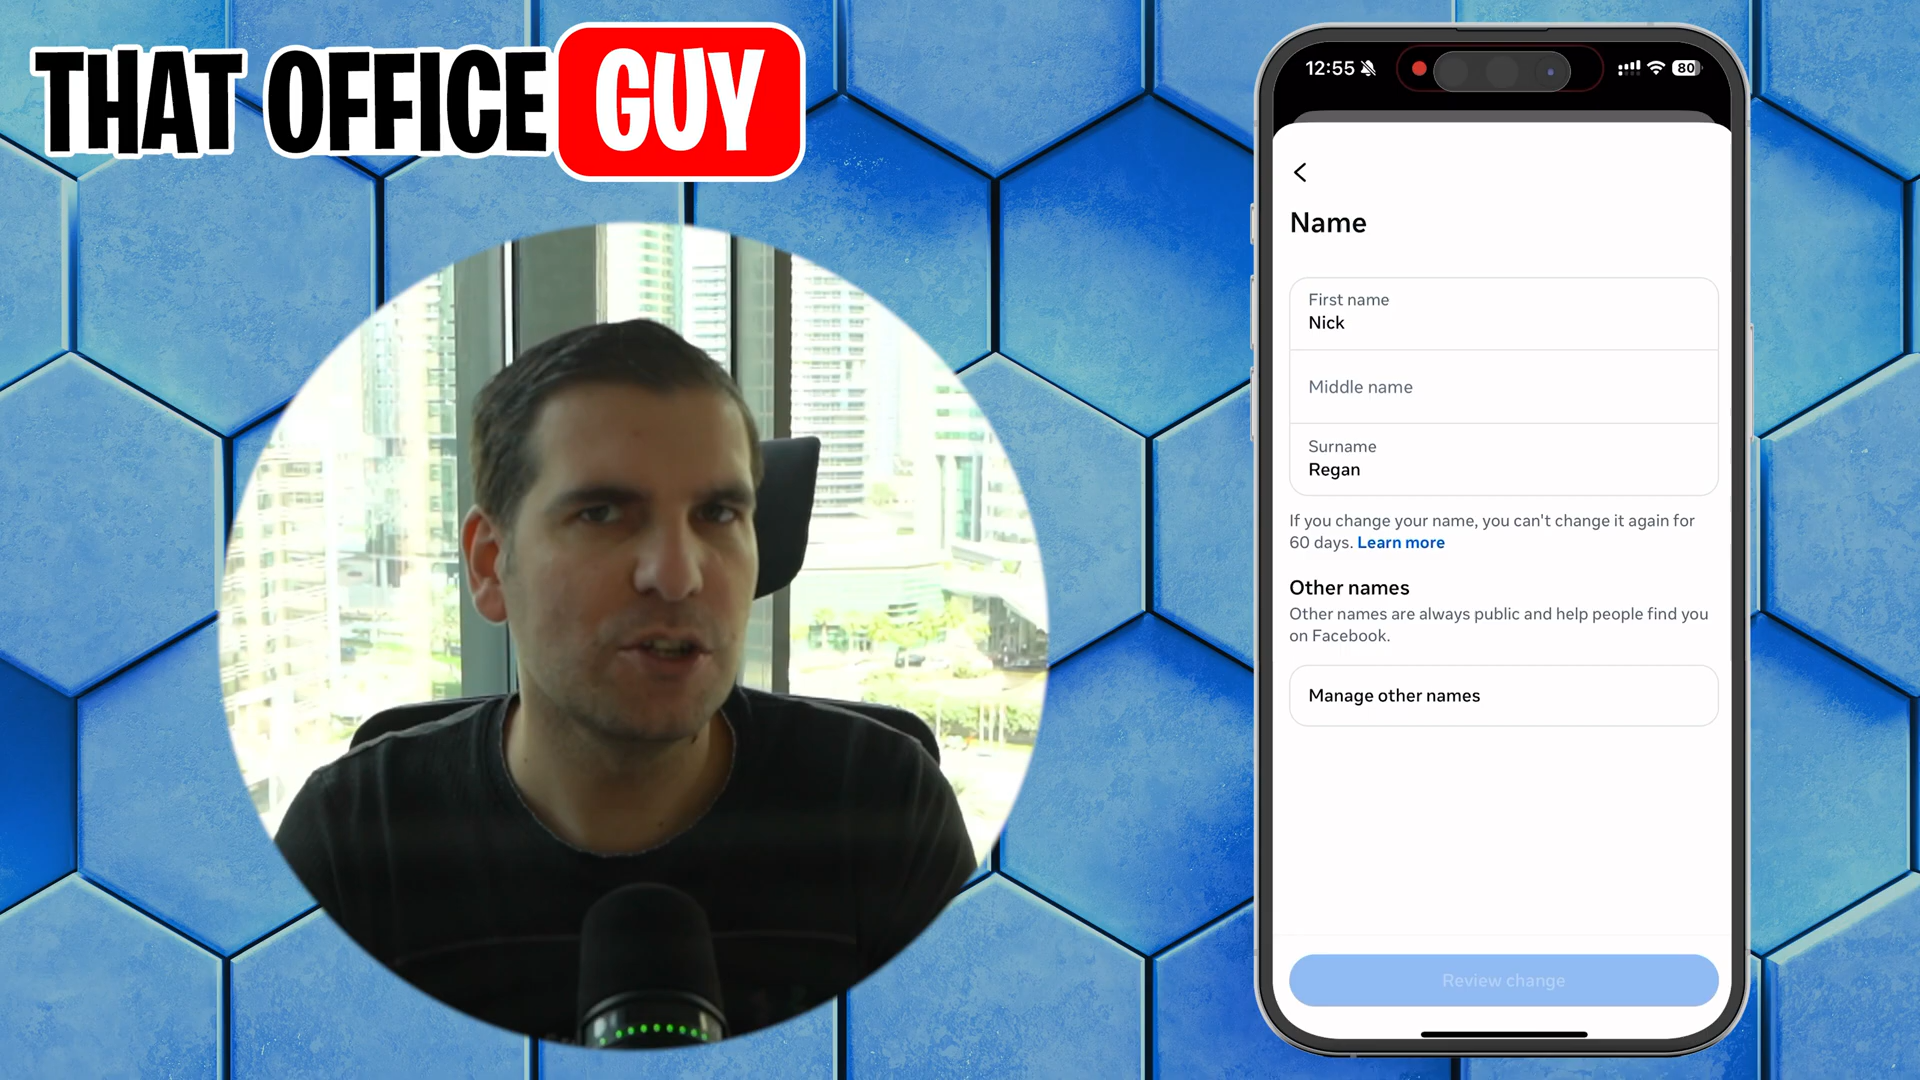 THAT OFFICE GUY
12:55
80
Name
First name
Nick
Middle name
Surname
Regan
If you change your name, you can't change it again for
60 days. Learn more
Other names
Other names are always public and help people find you
on Facebook.
Manage other names
Review change